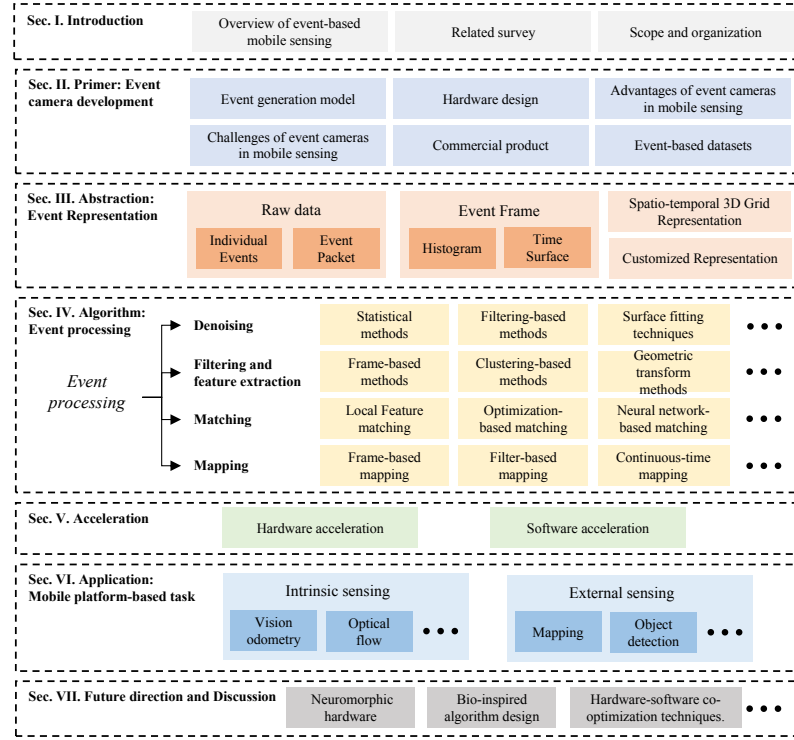 Sec. I. Introduction
Overview of event-based
mobile sensing
Related survey
Scope and organization
Sec. II. Primer: Event
camera development
Event generation model
Hardware design
Advantages of event cameras
in mobile sensing
Challenges of event cameras
in mobile sensing
Commercial product
Event-based datasets
Sec. III. Abstraction:
Event Representation
Raw data
Individual
Events
Event
Packet
Event Frame
Histogram
Time
Surface
Spatio-temporal 3D Grid
Representation
Customized Representation
Sec. IV. Algorithm:
Event processing
Event
processing
Denoising
Statistical
methods
Filtering-based
methods
Surface fitting
techniques
Filtering and
feature extraction
Frame-based
methods
Clustering-based
methods
Geometric
transform
methods
Matching
Local Feature
matching
Optimization-
based matching
Neural network-
based matching
Mapping
Frame-based
mapping
Filter-based
mapping
Continuous-time
mapping
Sec. V. Acceleration
Hardware acceleration
Software acceleration
Sec. VI. Application:
Mobile platform-based task
Intrinsic sensing
Vision
odometry
Optical
flow
External sensing
Mapping
Object
detection
Sec. VII. Future direction and Discussion
Neuromorphic
hardware
Bio-inspired
algorithm design
Hardware-software co-
optimization techniques.